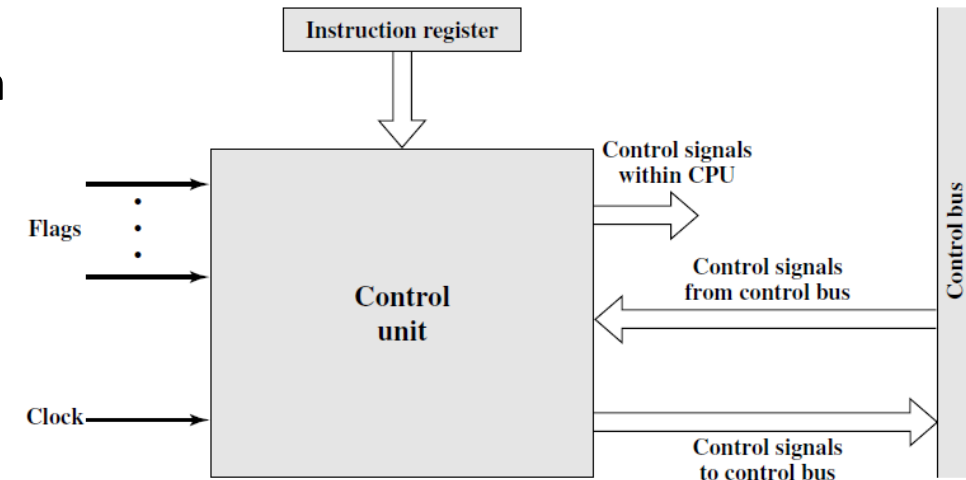 Instruction register
n
Control signals
within CPU
Flags
Control signals
from control bus
Control
unit
Clock
Control signals
to control bus
Control bus